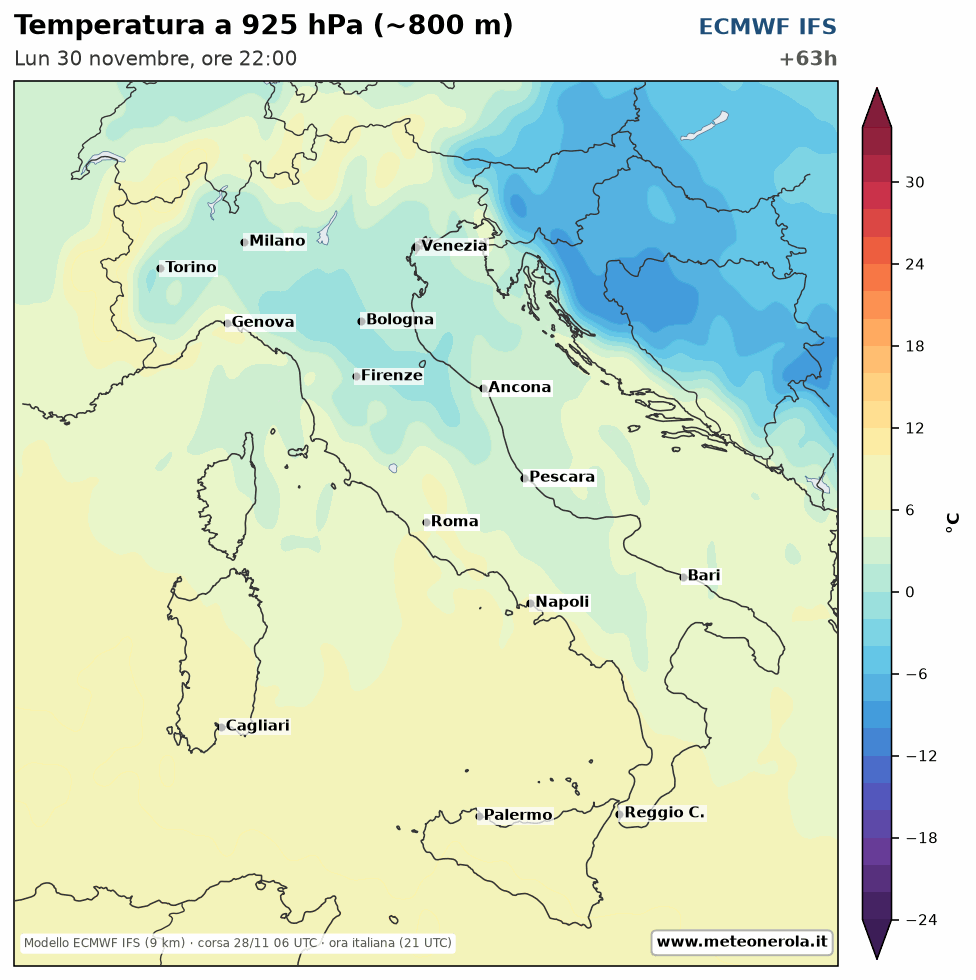 Temperatura a 925 hPa (~800 m)
ECMWF IFS
Lun 30 novembre, ore 22:00
+63h
Milano
Venezia
Torino
Genova
Bologna
Firenze
Ancona
Pescara
Roma
Bari
Napoli
Cagliari
Palermo
Reggio C.
30
24
18
12
6
0
−6
−12
−18
−24
°C
Modello ECMWF IFS (9 km) · corsa 28/11 06 UTC · ora italiana (21 UTC)
www.meteonerola.it